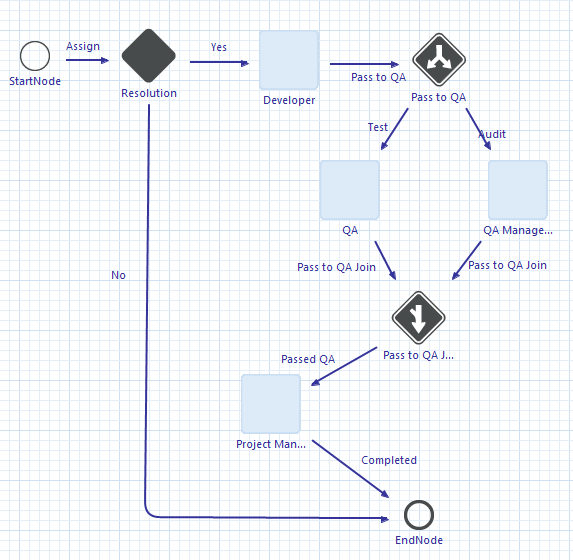 Assign
StartNode
Resolution
Yes
Developer
Pass to QA
Pass to QA
Test
Audit
QA
QA Manage...
Pass to QA Join
Pass to QA Join
No
Pass to QA J...
Passed QA
Project Man...
Completed
EndNode